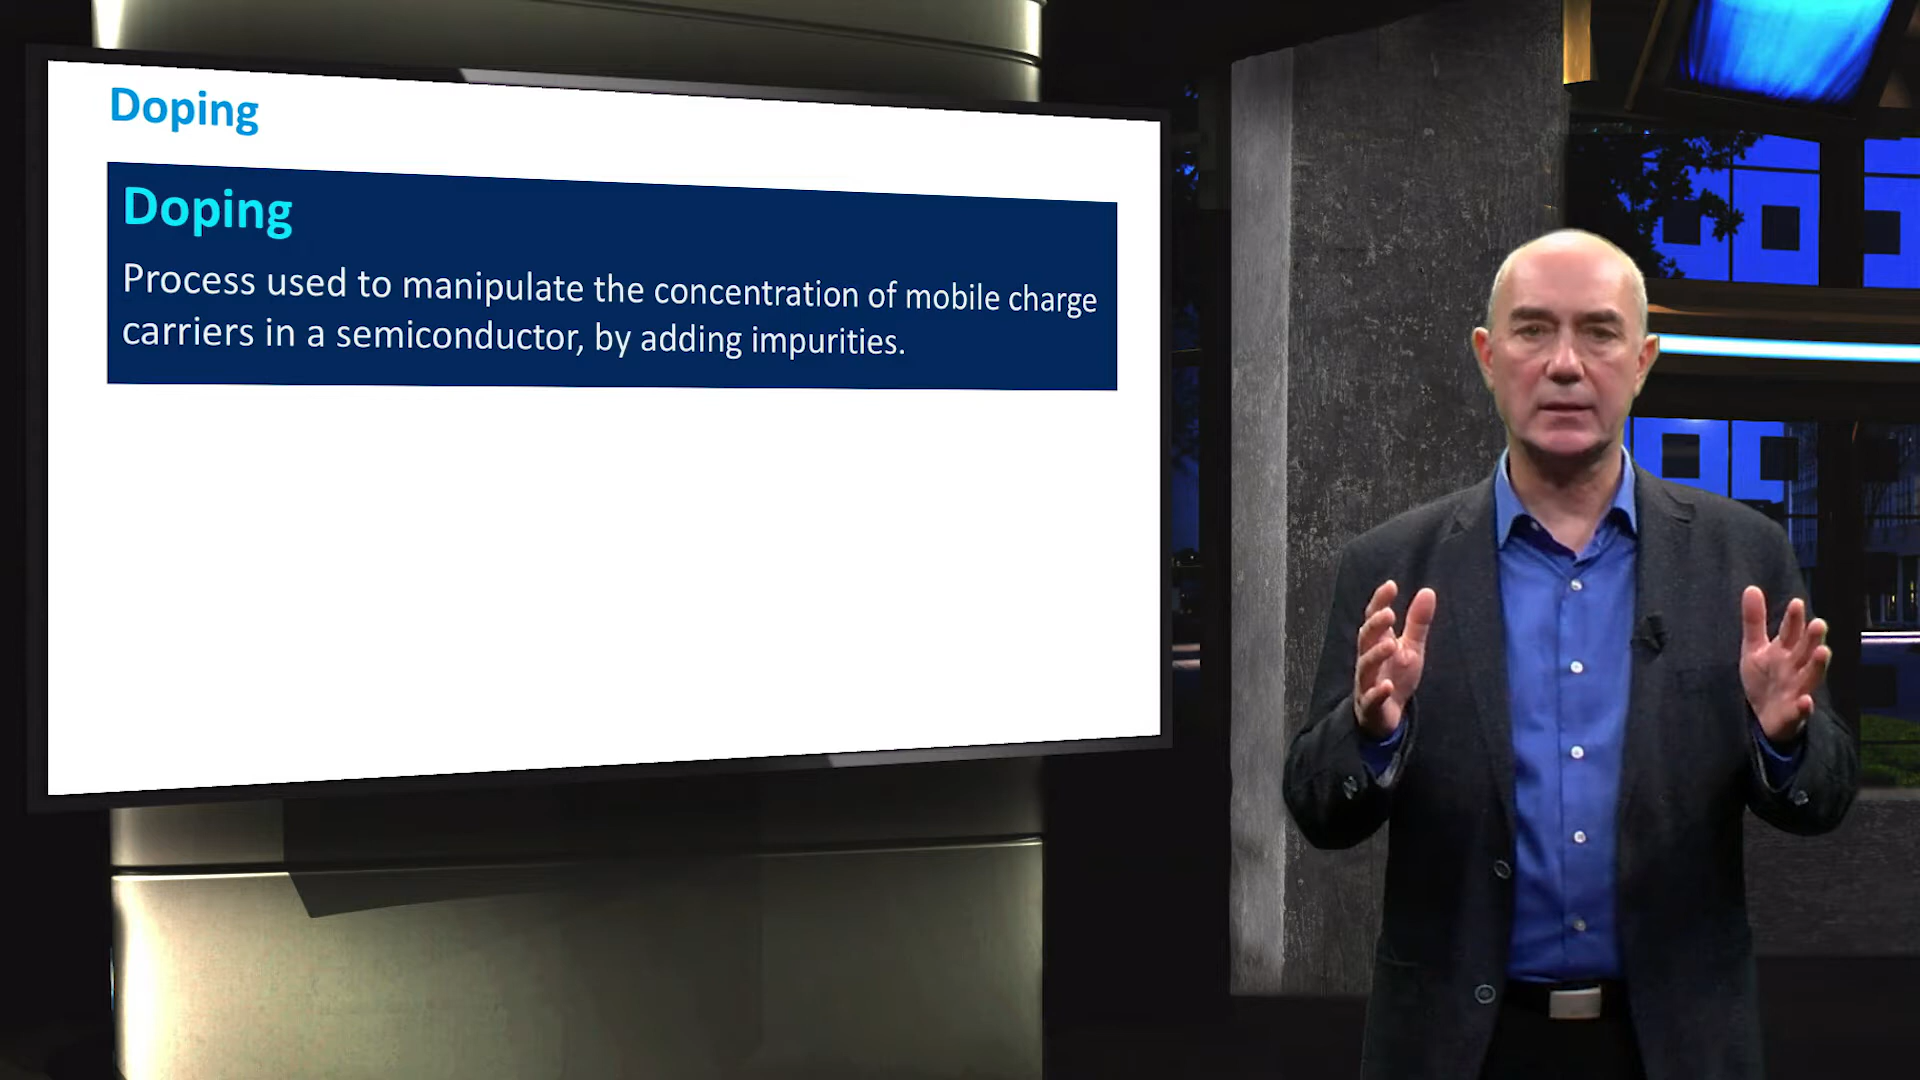 Doping
Doping
Process used to manipulate the concentration of mobile charge
carriers in a semiconductor, by adding impurities.